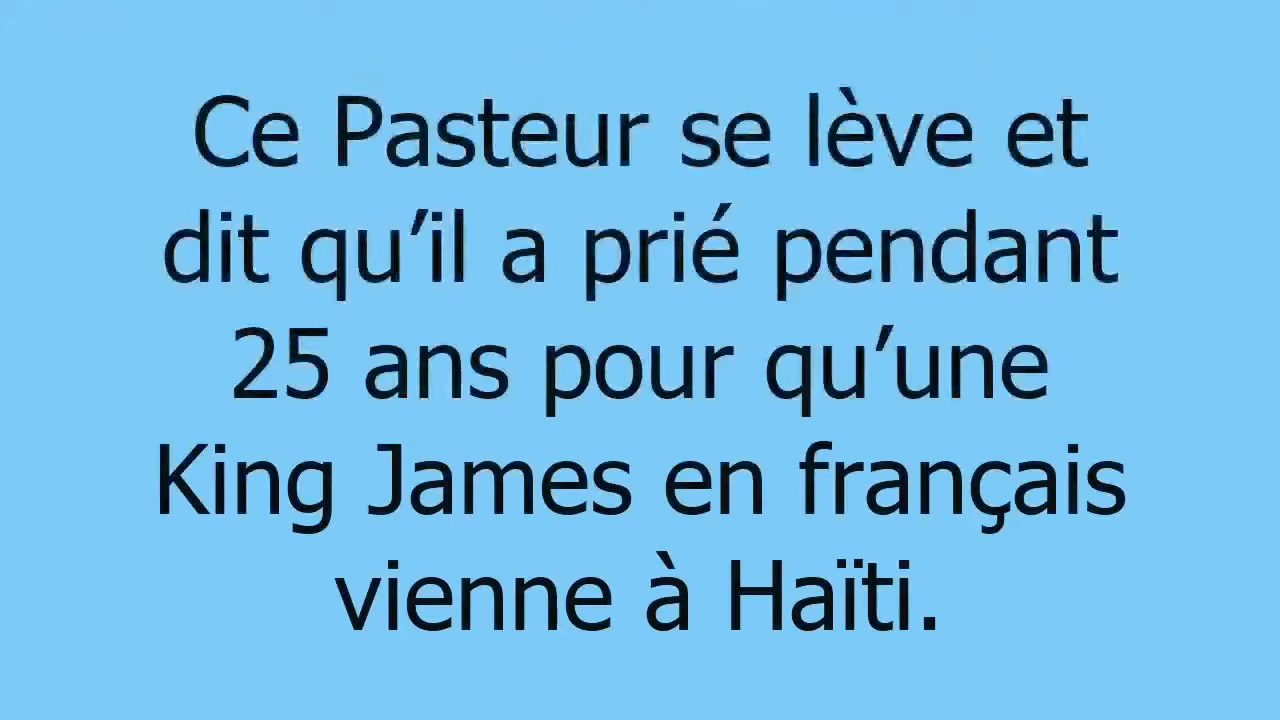 Ce Pasteur se lève et
dit qu’il a prié pendant
25 ans pour qu’une
King James en français
vienne à Haïti.